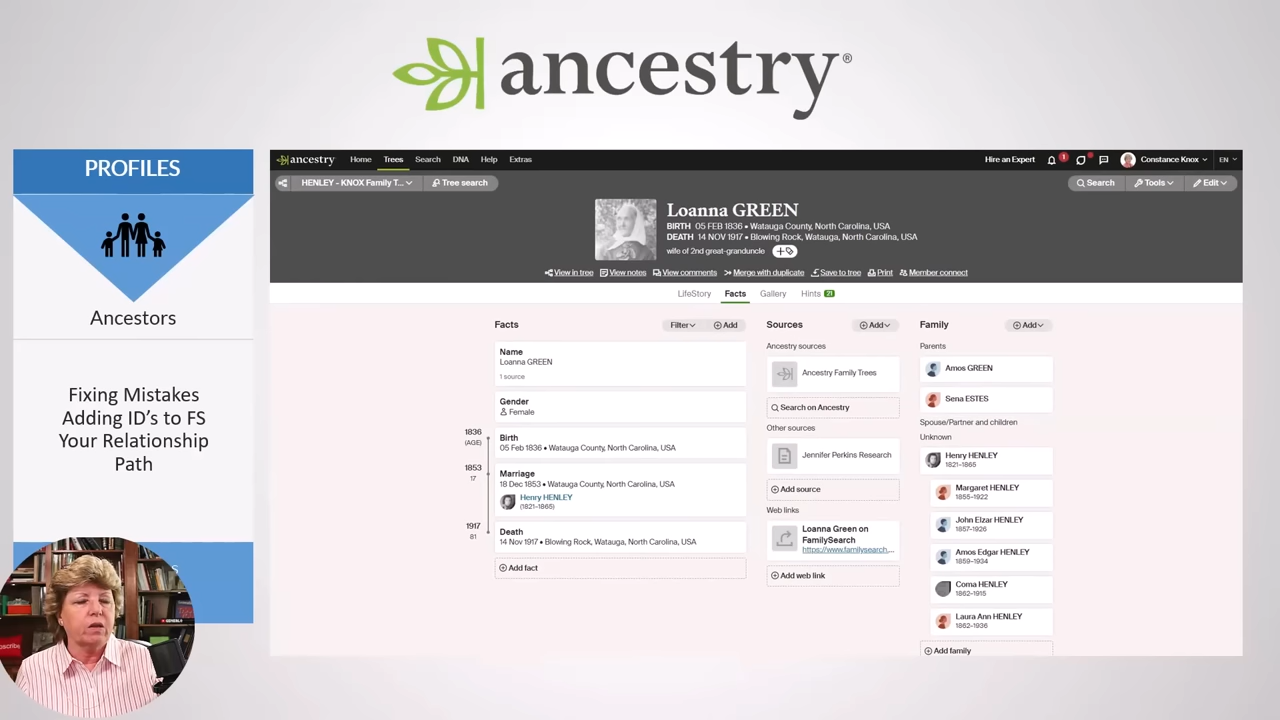 ancestry®
PROFILES
Ancestors
Fixing Mistakes
Adding ID's to FS
Your Relationship
Path
ancestry
Home
Trees
Search
DNA
Help
Extras
Hire an Expert
1
Constance Knox
EN
HENLEY - KNOX Family T...
Tree search
Search
Tools
Edit
Loanna GREEN
BIRTH 05 FEB 1836 • Watauga County, North Carolina, USA
DEATH 14 NOV 1917 • Blowing Rock, Watauga, North Carolina, USA
wife of 2nd great-granduncle
View in tree
View notes
View comments
Merge with duplicate
Save to tree
Print
Member connect
LifeStory
Facts
Gallery
Hints 21
Facts
Filter
Add
Name
Loanna GREEN
1 source
Gender
Female
1836
(AGE)
Birth
05 Feb 1836 • Watauga County, North Carolina, USA
1853
17
Marriage
18 Dec 1853 • Watauga County, North Carolina, USA
Henry HENLEY
(1821–1865)
1917
81
Death
14 Nov 1917 • Blowing Rock, Watauga, North Carolina, USA
Add fact
Sources
Add
Ancestry sources
Ancestry Family Trees
Search on Ancestry
Other sources
Jennifer Perkins Research
Add source
Web links
Loanna Green on
FamilySearch
https://www.familysearch....
Add web link
Family
Add
Parents
Amos GREEN
Sena ESTES
Spouse/Partner and children
Unknown
Henry HENLEY
1821–1865
Margaret HENLEY
1855–1922
John Elzar HENLEY
1857–1926
Amos Edgar HENLEY
1859–1934
Coma HENLEY
1862–1915
Laura Ann HENLEY
1862–1936
Add family